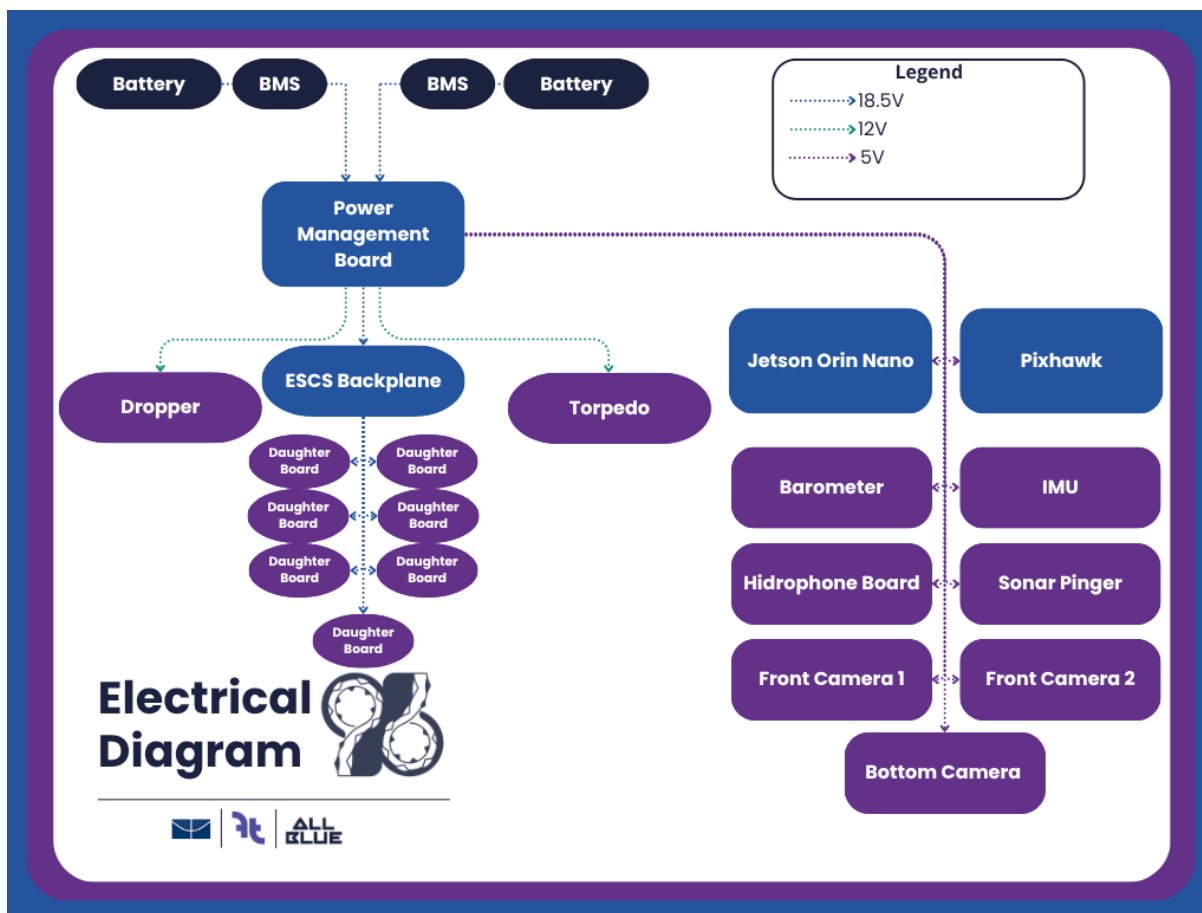 Battery
BMS
BMS
Battery
Legend
18.5V
12V
5V
Power
Management
Board
Jetson Orin Nano
Pixhawk
Dropper
ESCS Backplane
Torpedo
Daughter
Board
Daughter
Board
Daughter
Board
Daughter
Board
Daughter
Board
Daughter
Board
Daughter
Board
Barometer
IMU
Hidrophone Board
Sonar Pinger
Front Camera 1
Front Camera 2
Bottom Camera
Electrical
Diagram
ALL
BLUE